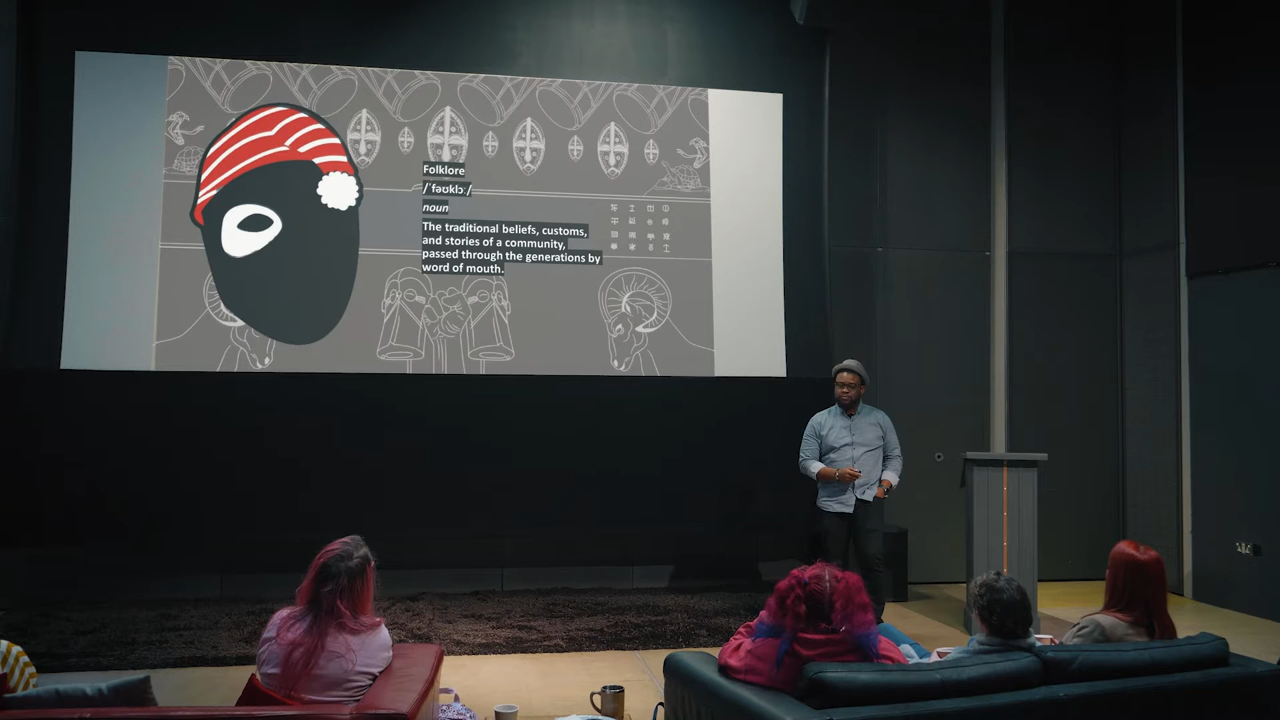 Folklore
/ˈfəʊklɔː/
noun
The traditional beliefs, customs,
and stories of a community,
passed through the generations by
word of mouth.